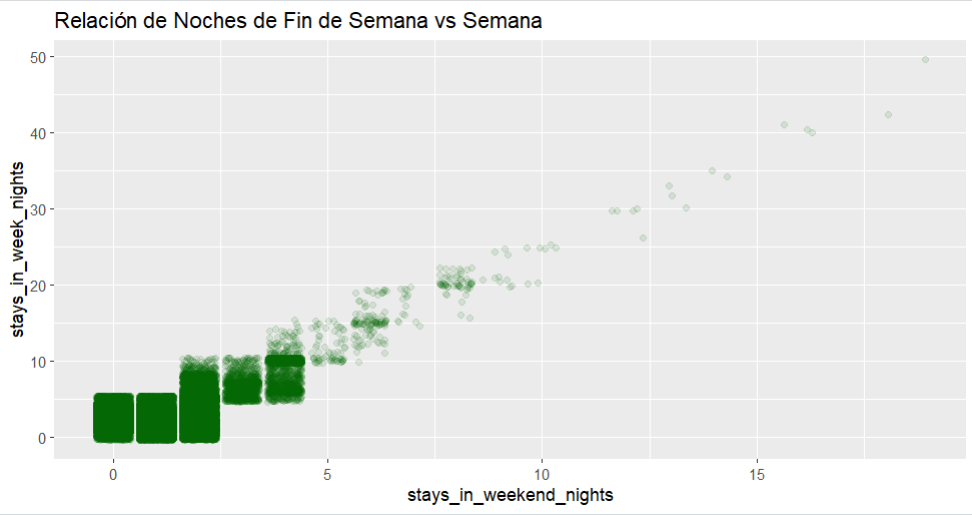 Relación de Noches de Fin de Semana vs Semana
stays_in_week_nights
50
40
30
20
10
0
0 5 10 15
stays_in_weekend_nights